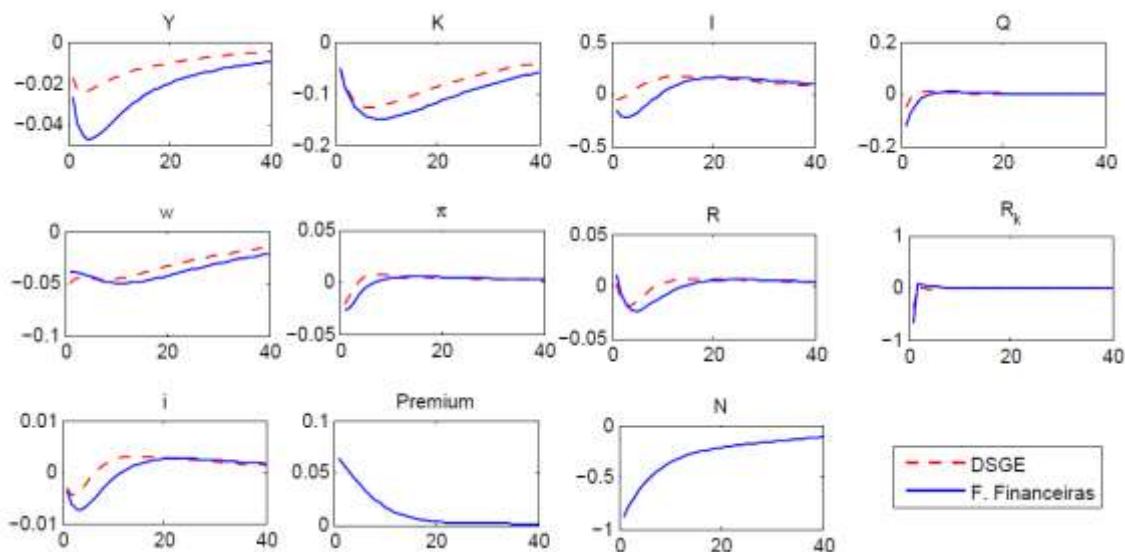 Y K I Q
0 0 0.5 0.2
−0.02 −0.1 0 0
−0.04 −0.2 −0.5 −0.2
0 20 40 0 20 40 0 20 40 0 20 40
w π R R_k
0 0.05 0.05 1
−0.05 0 0 0
−0.1 −0.05 −0.05 −1
0 20 40 0 20 40 0 20 40 0 20 40
i Premium N
0.01 0.1 0
0 0.05 −0.5
−0.01 0 −1
0 20 40 0 20 40 0 20 40
DSGE
F. Financeiras